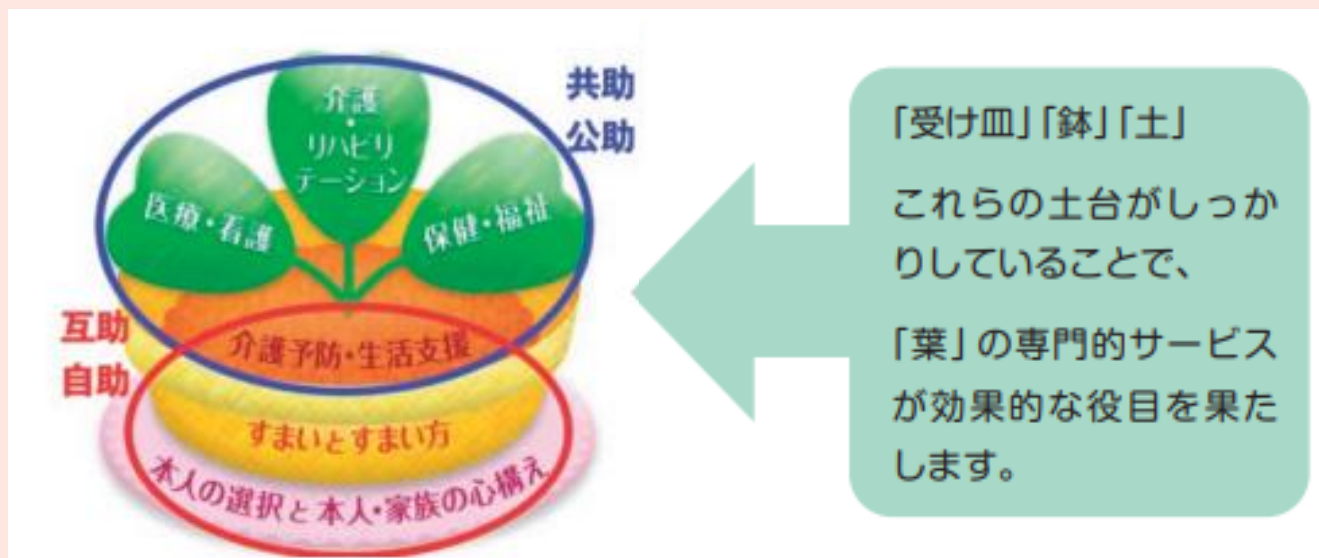 共助
公助
介護
・
リハビリ
テーション
医療・看護
保健・福祉
互助
自助
介護予防・生活支援
すまいとすまい方
本人の選択と本人・家族の心構え
「受け皿」「鉢」「土」
これらの土台がしっか
りしていることで、
「葉」の専門的サービス
が効果的な役目を果た
します。